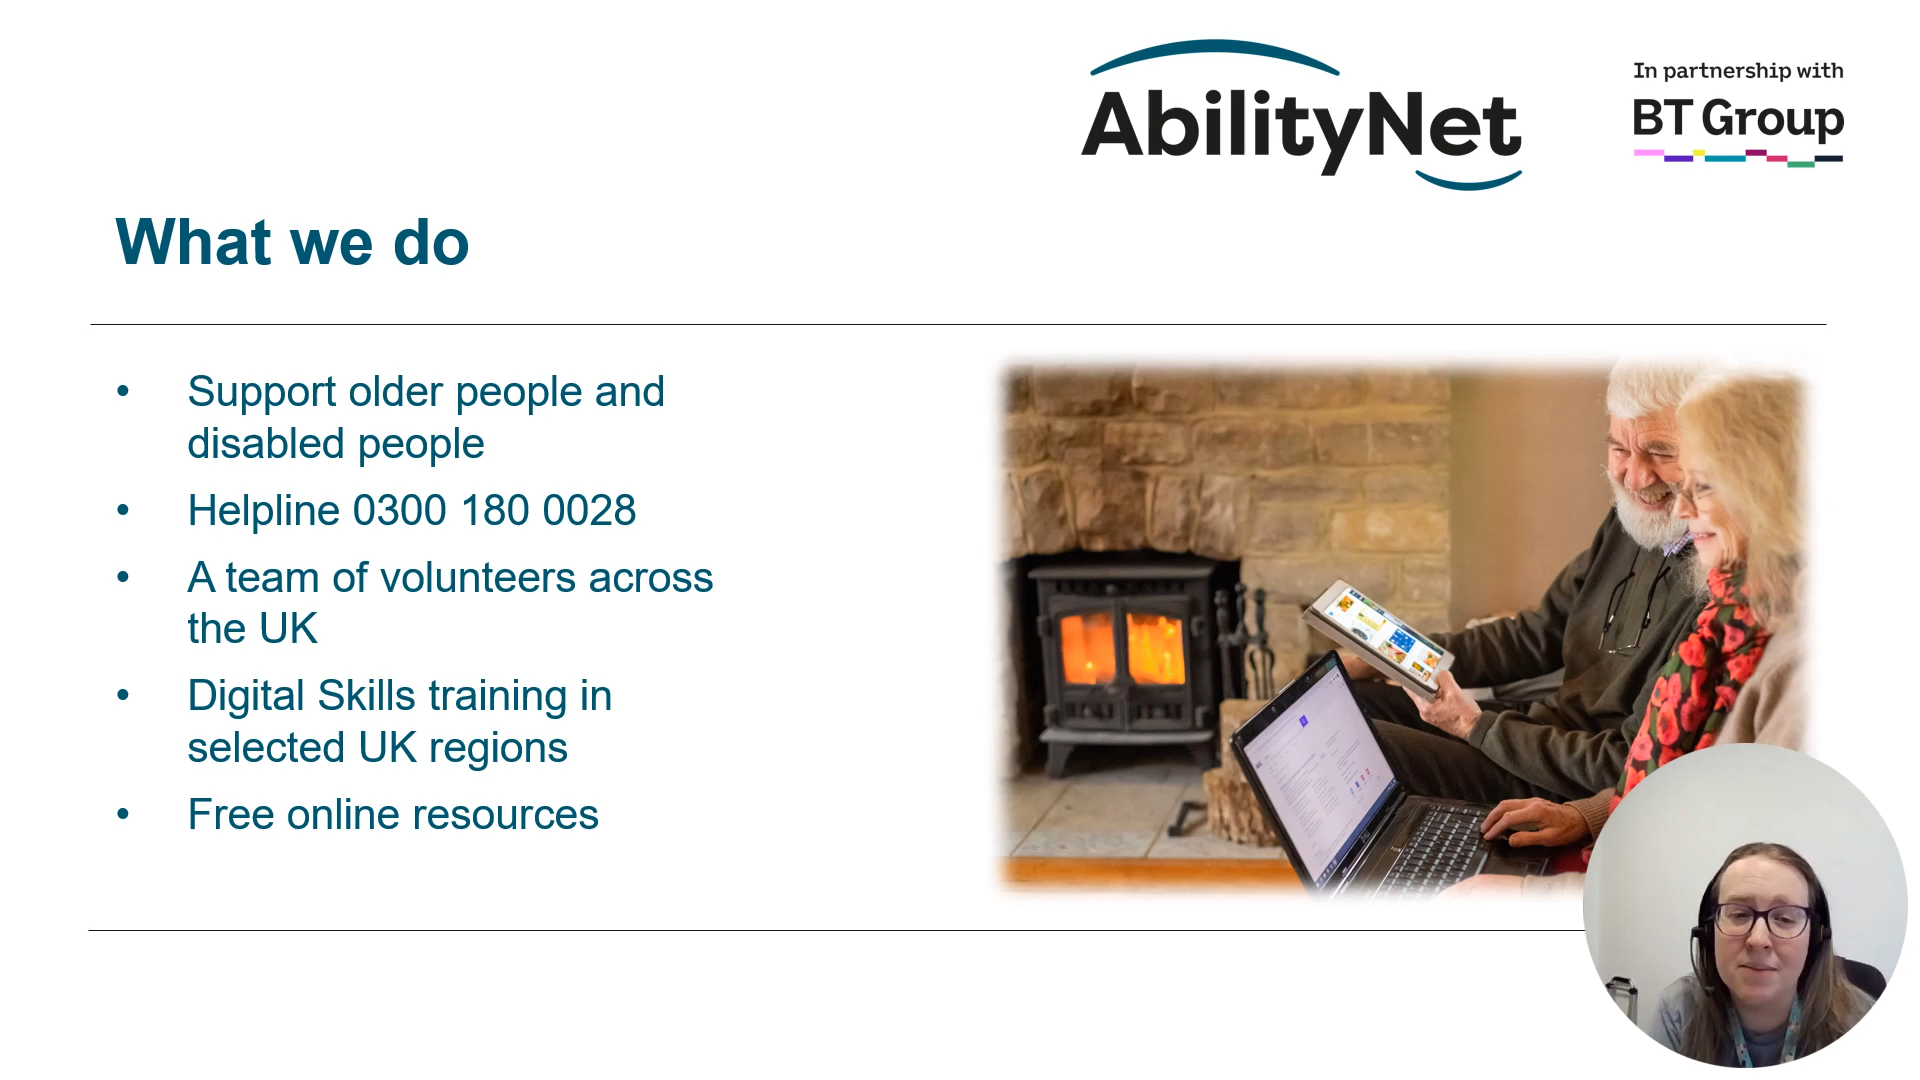 AbilityNet
In partnership with
BT Group
What we do
• Support older people and
disabled people
• Helpline 0300 180 0028
• A team of volunteers across
the UK
• Digital Skills training in
selected UK regions
• Free online resources